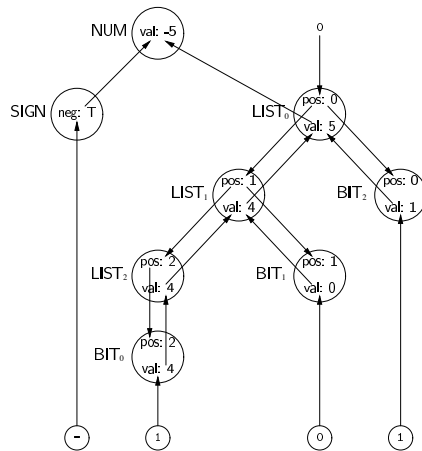 NUM val: -5 0
SIGN neg: T LIST₀ pos: 0
val: 5
LIST₁ pos: 1 pos: 0
val: 4 BIT₂ val: 1
LIST₂ pos: 2 BIT₁ pos: 1
val: 4 val: 0
BIT₀ pos: 2
val: 4
- 1 0 1